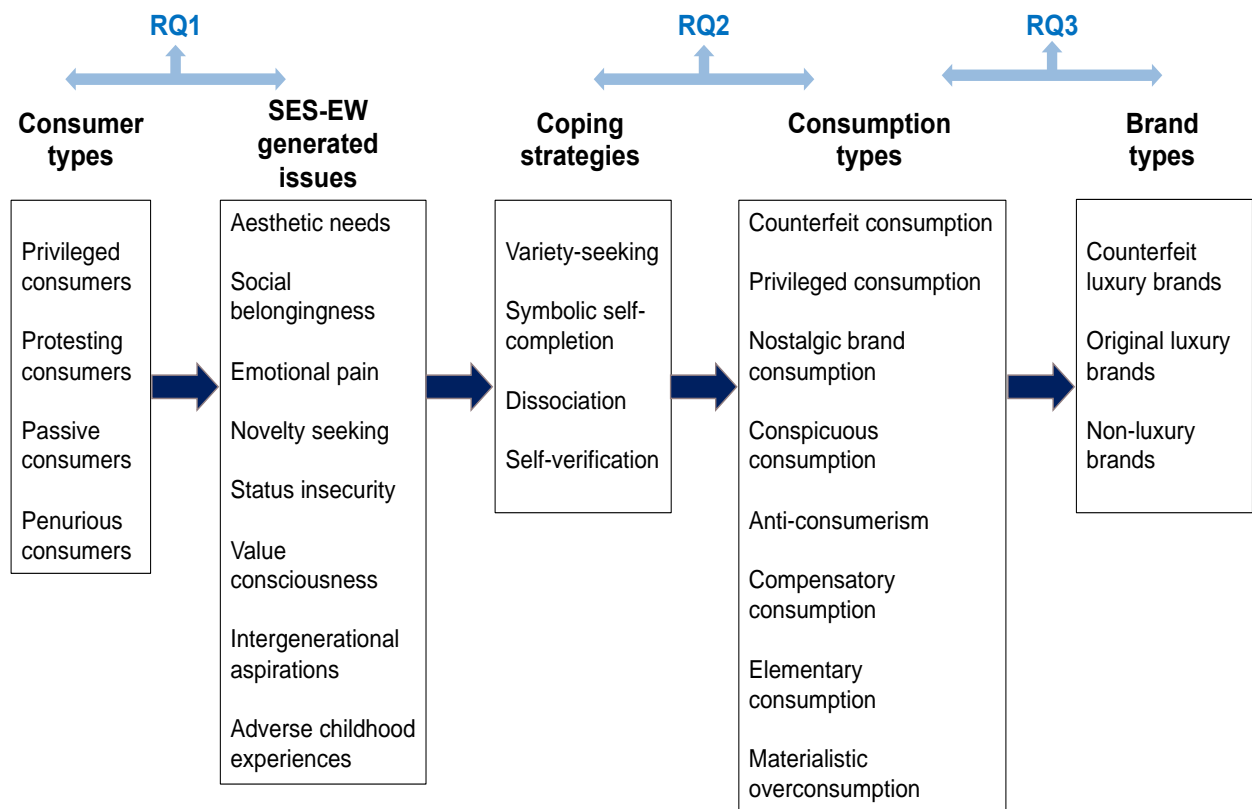 RQ1
RQ2
RQ3
Consumer
types
SES-EW
generated
issues
Coping
strategies
Consumption
types
Brand
types
Privileged
consumers
Protesting
consumers
Passive
consumers
Penurious
consumers
Aesthetic needs
Social
belongingness
Emotional pain
Novelty seeking
Status insecurity
Value
consciousness
Intergenerational
aspirations
Adverse childhood
experiences
Variety-seeking
Symbolic self-
completion
Dissociation
Self-verification
Counterfeit consumption
Privileged consumption
Nostalgic brand
consumption
Conspicuous
consumption
Anti-consumerism
Compensatory
consumption
Elementary
consumption
Materialistic
overconsumption
Counterfeit
luxury brands
Original luxury
brands
Non-luxury
brands